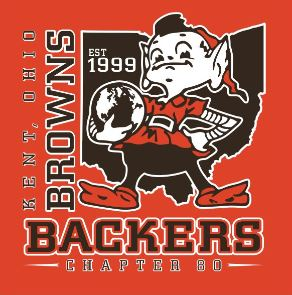 KENT, OHIO
BROWNS
EST
1999
BACKERS
CHAPTER 80